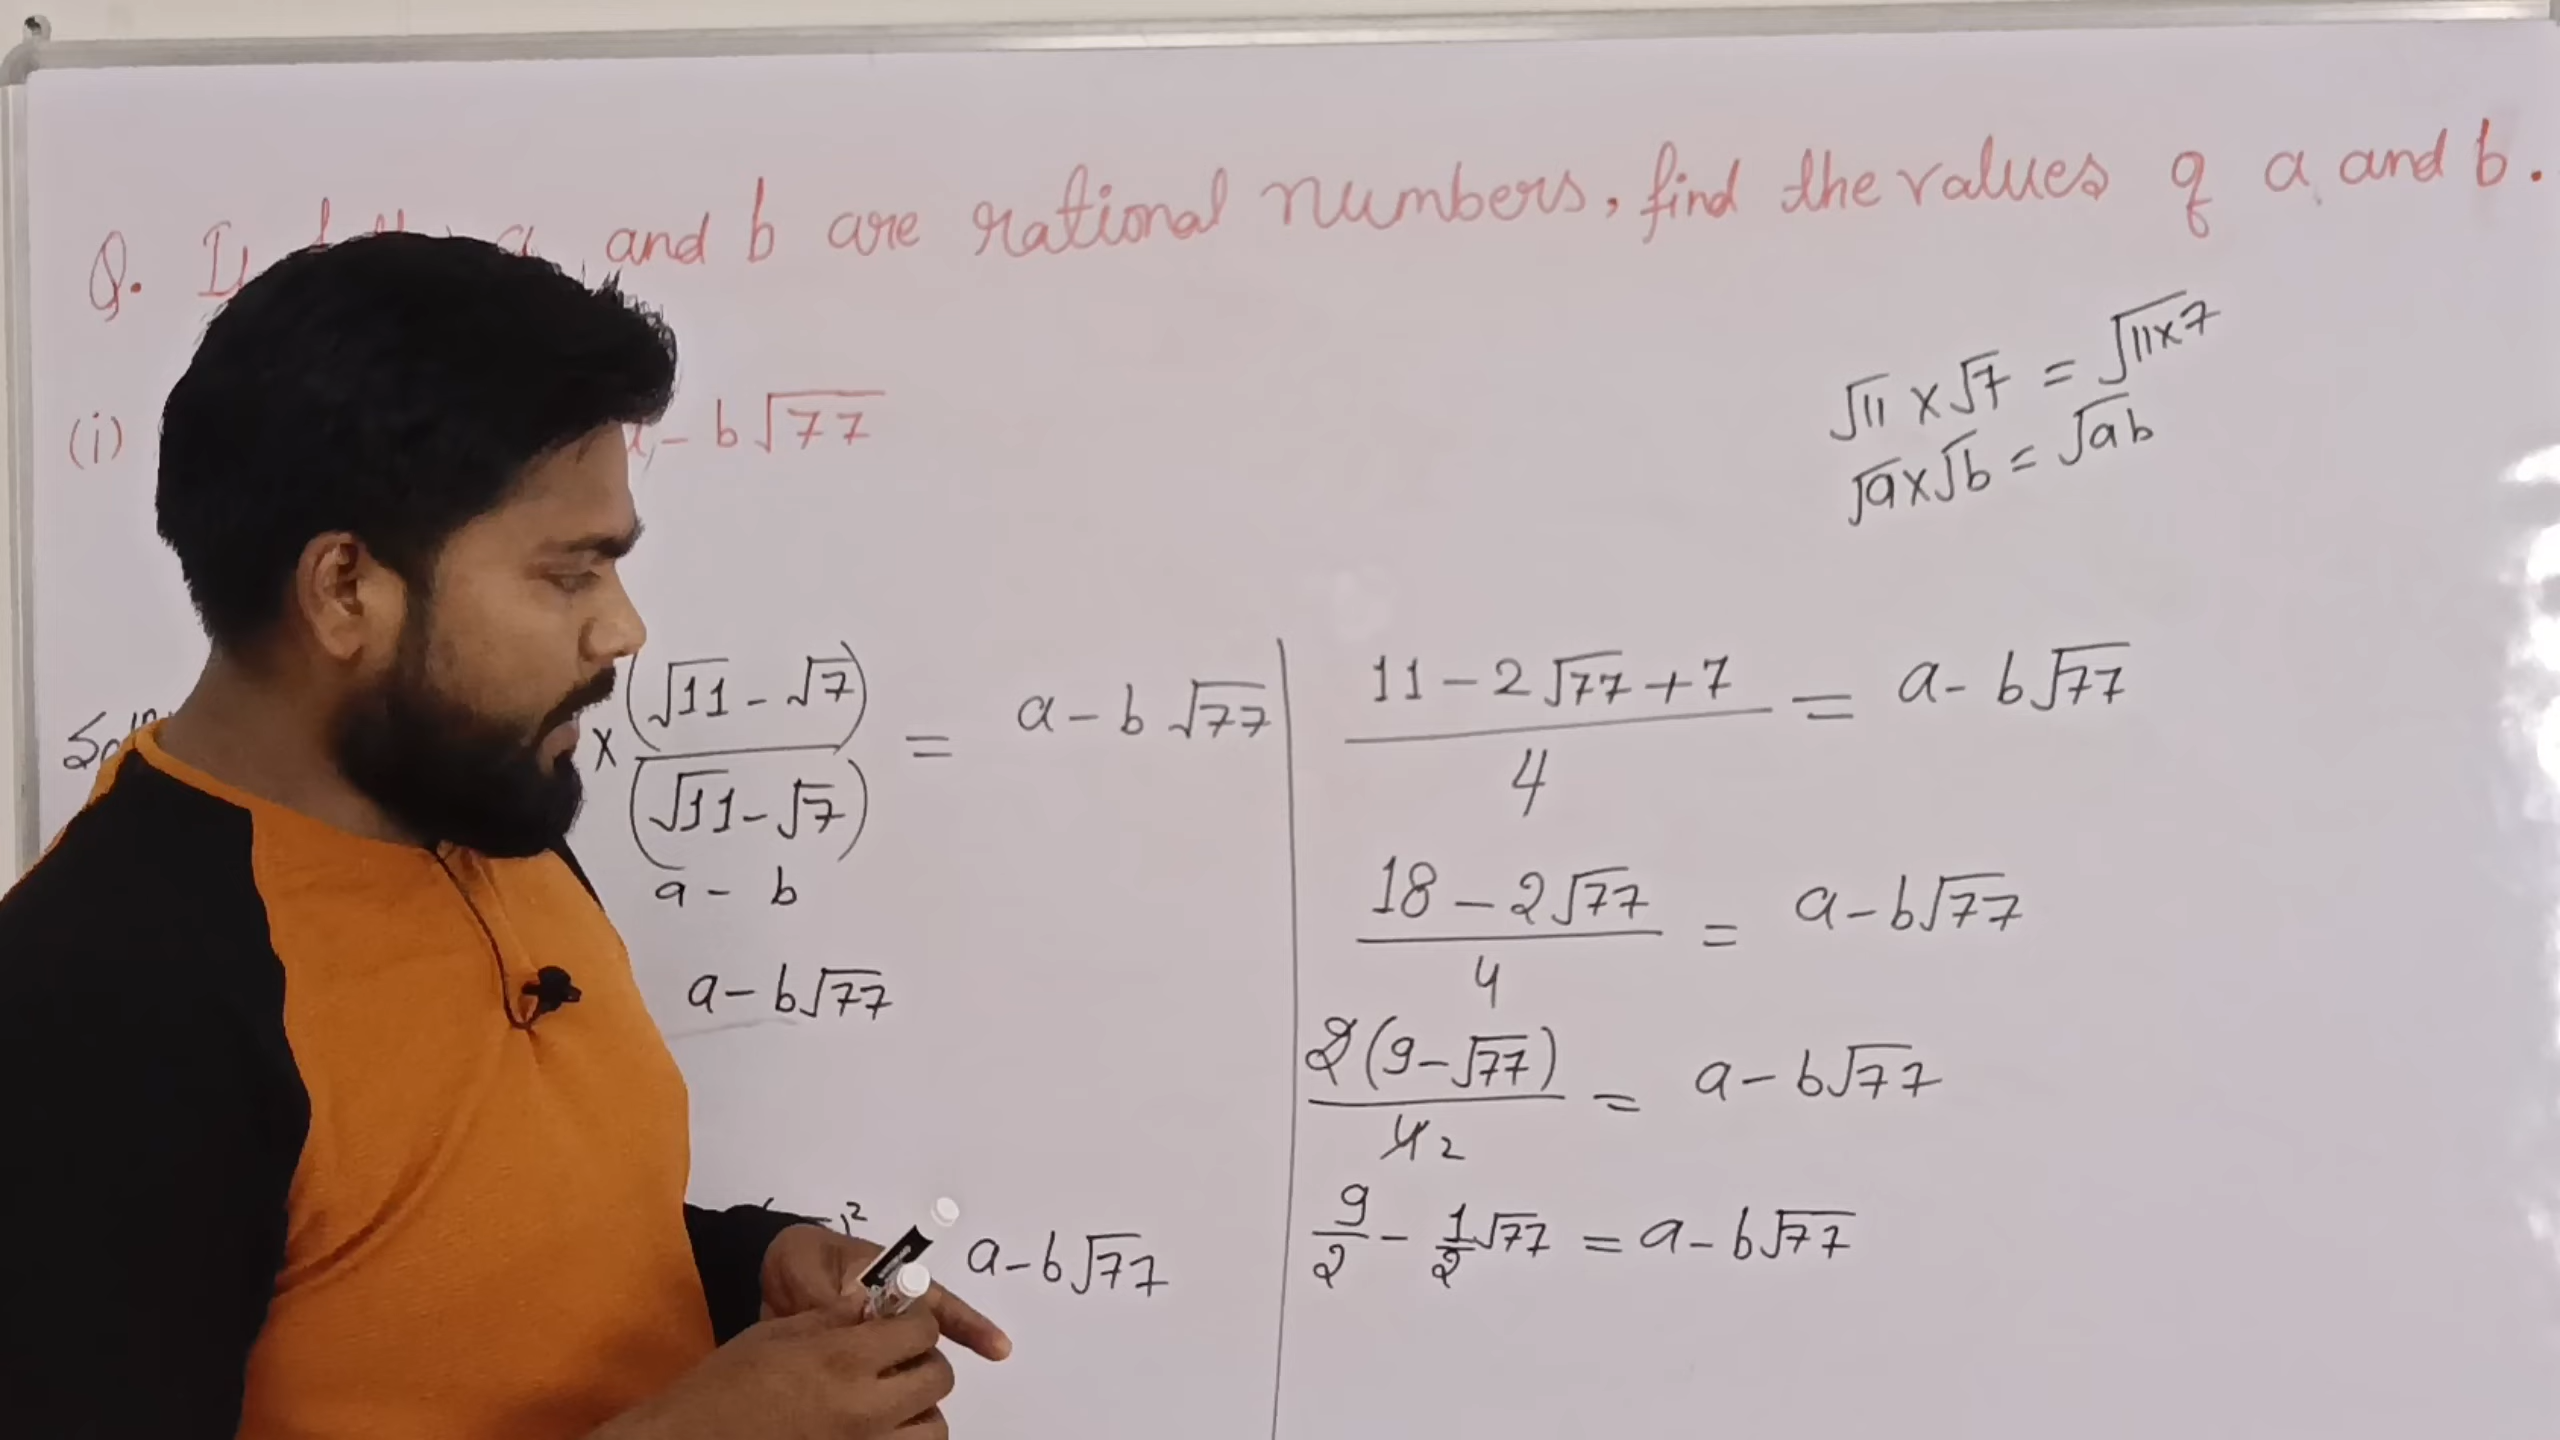 Q. If both a and b are rational numbers, find the values of a and b.
(i) a - b√77
√11 x √7 = √11x7
√a x √b = √ab
x (√11 - √7) / (√11 - √7) = a - b √77
a - b
a - b√77
a - b√77
(11 - 2√77 + 7) / 4 = a - b√77
(18 - 2√77) / 4 = a - b√77
2(9 - √77) / 4 2 = a - b√77
9/2 - 1/2 √77 = a - b√77